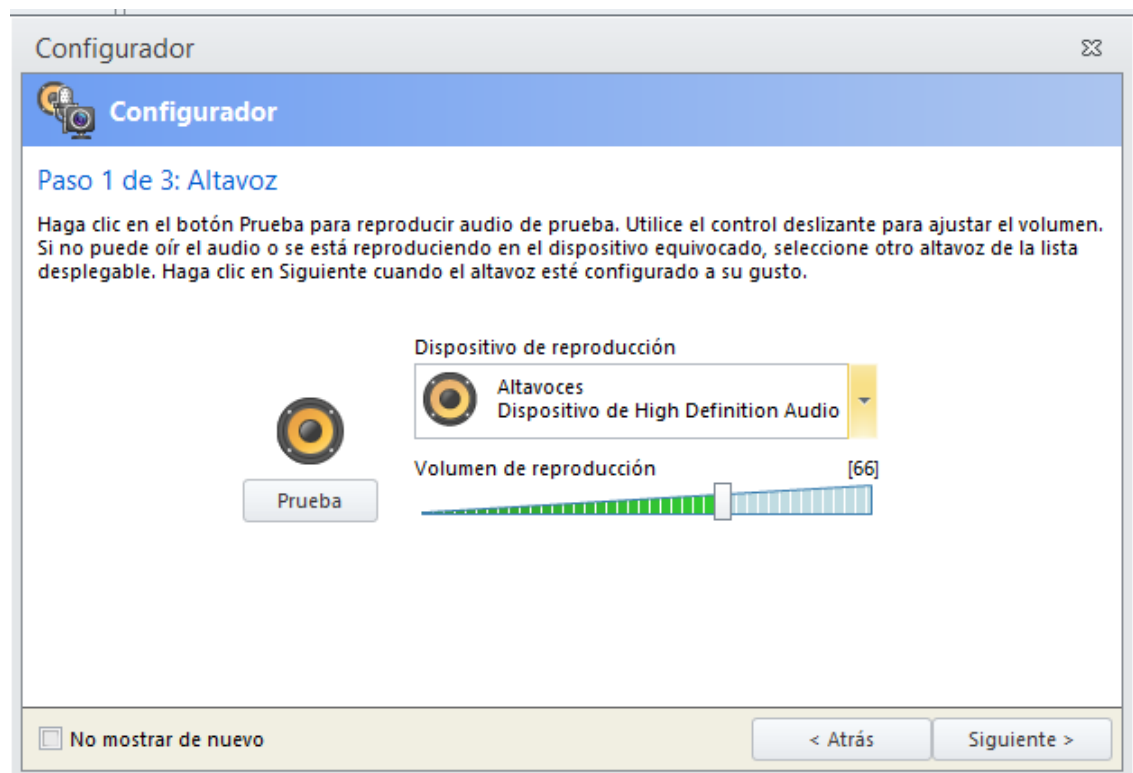 Configurador
Configurador
Paso 1 de 3: Altavoz
Haga clic en el botón Prueba para reproducir audio de prueba. Utilice el control deslizante para ajustar el volumen.
Si no puede oír el audio o se está reproduciendo en el dispositivo equivocado, seleccione otro altavoz de la lista
desplegable. Haga clic en Siguiente cuando el altavoz esté configurado a su gusto.
Dispositivo de reproducción
Altavoces
Dispositivo de High Definition Audio
Volumen de reproducción [66]
Prueba
No mostrar de nuevo
< Atrás
Siguiente >